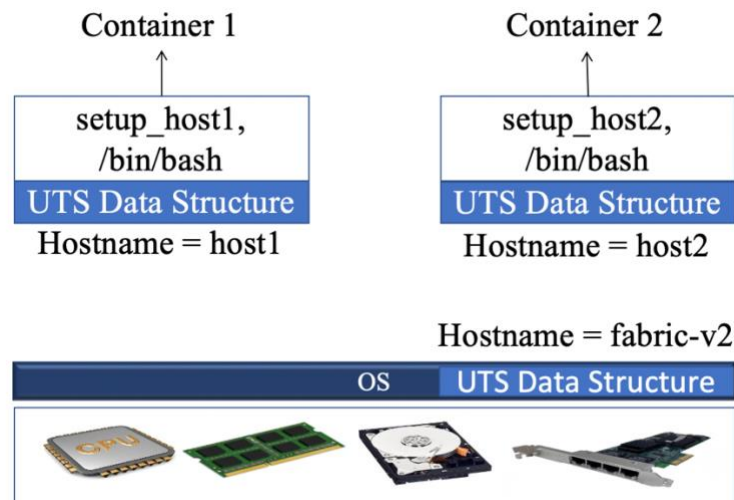 Container 1
Container 2
setup_host1,
/bin/bash
setup_host2,
/bin/bash
UTS Data Structure
UTS Data Structure
Hostname = host1
Hostname = host2
Hostname = fabric-v2
OS
UTS Data Structure
CPU